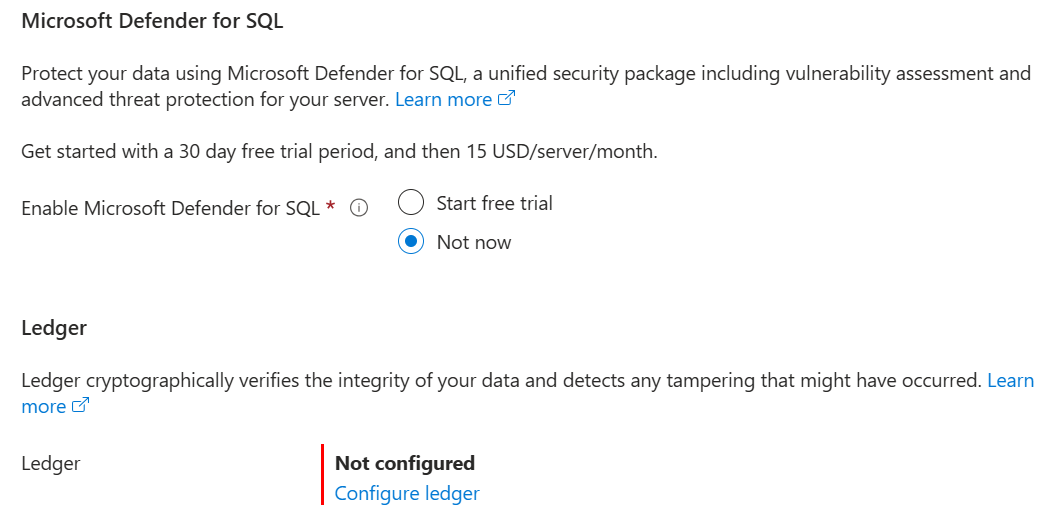 Microsoft Defender for SQL
Protect your data using Microsoft Defender for SQL, a unified security package including vulnerability assessment and
advanced threat protection for your server. Learn more
Get started with a 30 day free trial period, and then 15 USD/server/month.
Enable Microsoft Defender for SQL *
Start free trial
Not now
Ledger
Ledger cryptographically verifies the integrity of your data and detects any tampering that might have occurred. Learn
more
Ledger
Not configured
Configure ledger